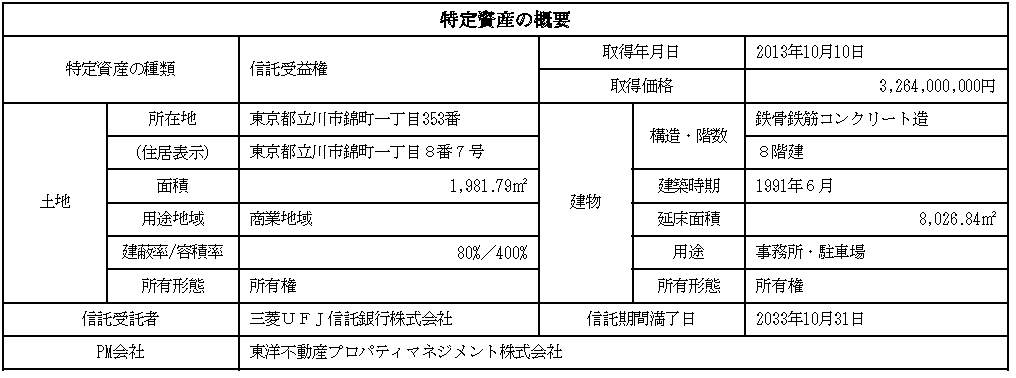 特定資産の概要
特定資産の種類 信託受益権 取得年月日 2013年10月10日
取得価格 3,264,000,000円
土地 所在地 東京都立川市錦町一丁目353番 建物 構造・階数 鉄骨鉄筋コンクリート造
(住居表示) 東京都立川市錦町一丁目8番7号 8階建
面積 1,981.79㎡ 建築時期 1991年6月
用途地域 商業地域 延床面積 8,026.84㎡
建蔽率/容積率 80%/400% 用途 事務所・駐車場
所有形態 所有権 所有形態 所有権
信託受託者 三菱UFJ信託銀行株式会社 信託期間満了日 2033年10月31日
PM会社 東洋不動産プロパティマネジメント株式会社